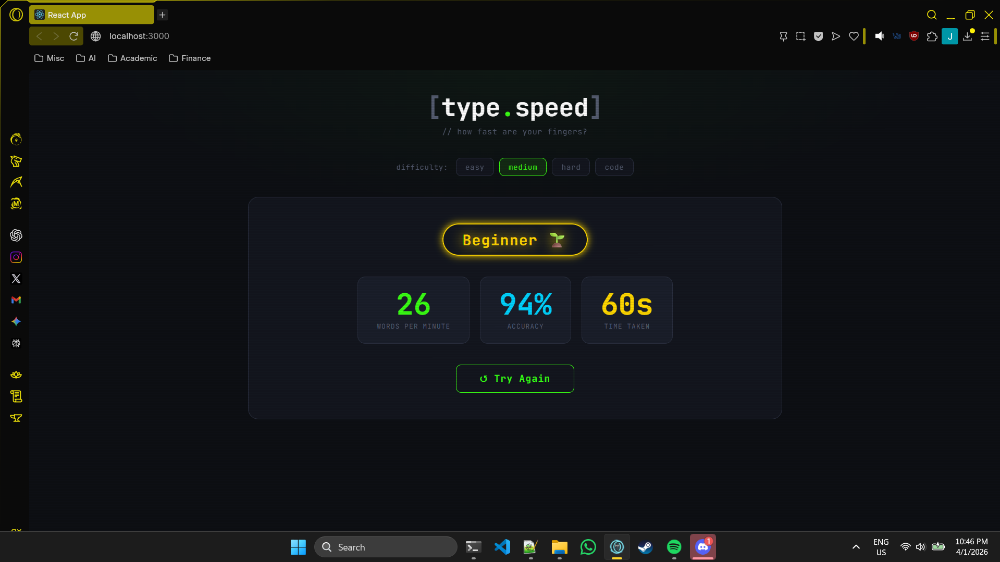 React App
localhost:3000
Misc
AI
Academic
Finance
J
[type.speed]
// how fast are your fingers?
difficulty: easy medium hard code
Beginner
26
WORDS PER MINUTE
94%
ACCURACY
60s
TIME TAKEN
↺ Try Again
Search
1
ENG
US
10:46 PM
4/1/2026